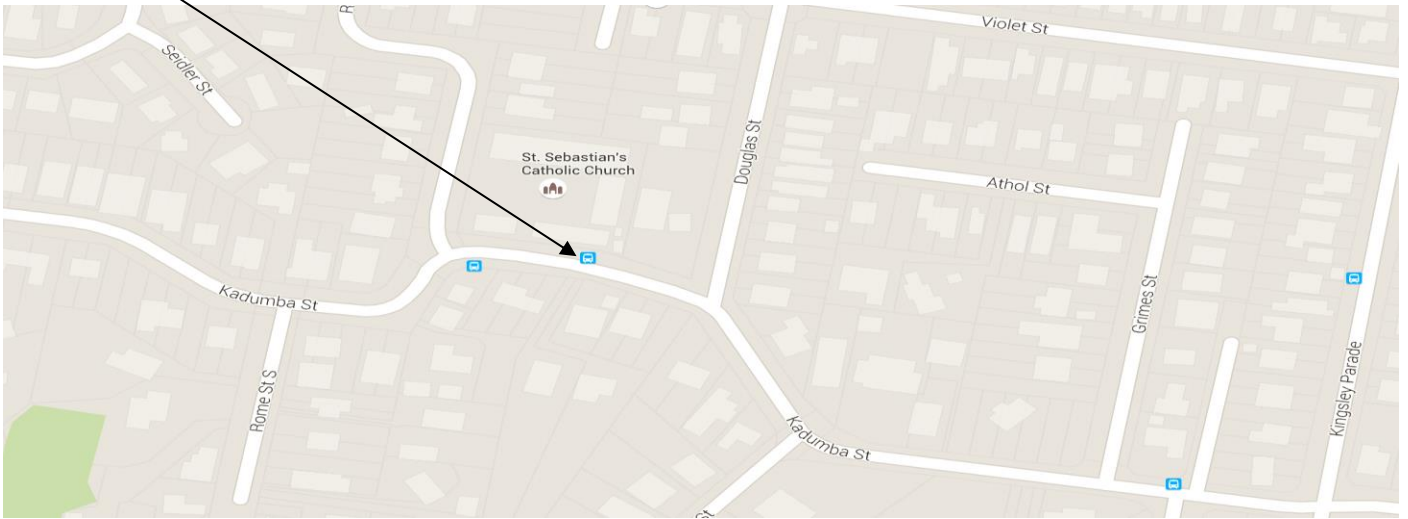 R
Violet St
Seidler St
Douglas St
St. Sebastian's
Catholic Church
Athol St
Kadumba St
Grimes St
Rome St S
Kingsley Parade
Kadumba St
St